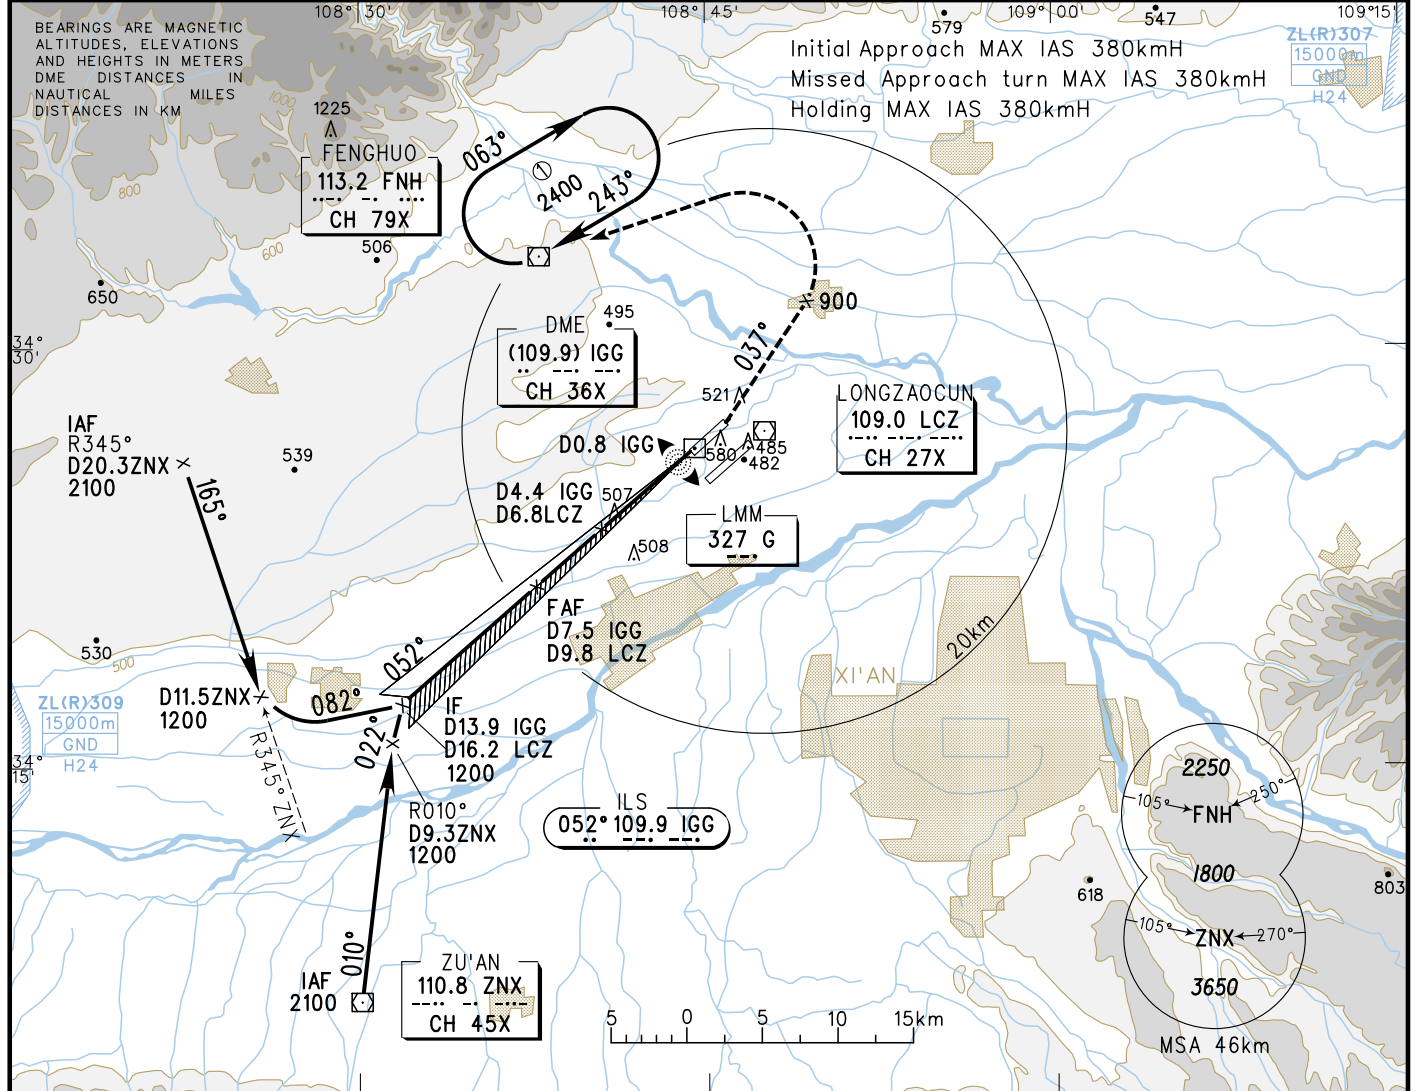 108°30'
108°45'
109°00'
109°15'
BEARINGS ARE MAGNETIC
ALTITUDES, ELEVATIONS
AND HEIGHTS IN METERS
DME DISTANCES IN
NAUTICAL MILES
DISTANCES IN KM
579
547
Initial Approach MAX IAS 380kmH
Missed Approach turn MAX IAS 380kmH
Holding MAX IAS 380kmH
ZL(R)307
15000m
GND
H24
1000
1225
800
600
FENGHUO
113.2 FNH
CH 79X
063°
1
2400
243°
506
650
495
DME
(109.9) IGG
CH 36X
900
037°
34°
30'
521
LONGZAOCUN
109.0 LCZ
CH 27X
IAF
R345°
D20.3ZNX
2100
165°
539
D0.8 IGG
580
485
482
D4.4 IGG
D6.8LCZ
507
508
LMM
327 G
FAF
D7.5 IGG
D9.8 LCZ
20km
530
500
052°
XI'AN
D11.5ZNX
1200
082°
IF
D13.9 IGG
D16.2 LCZ
1200
022°
R345° ZNX
ZL(R)309
15000m
GND
H24
34°
15'
R010°
D9.3ZNX
1200
ILS
052° 109.9 IGG
2250
105°
250°
FNH
1800
105°
270°
ZNX
3650
MSA 46km
618
803
010°
IAF
2100
ZU'AN
110.8 ZNX
CH 45X
5 0 5 10 15km